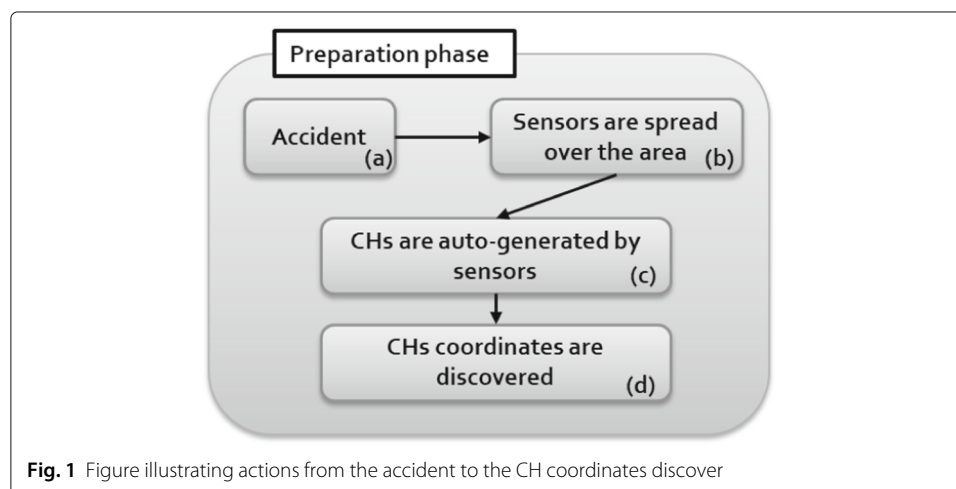 Preparation phase
Accident
(a)
Sensors are spread
over the area
(b)
CHs are auto-generated by
sensors
(c)
CHs coordinates are
discovered
(d)
Fig. 1 Figure illustrating actions from the accident to the CH coordinates discover